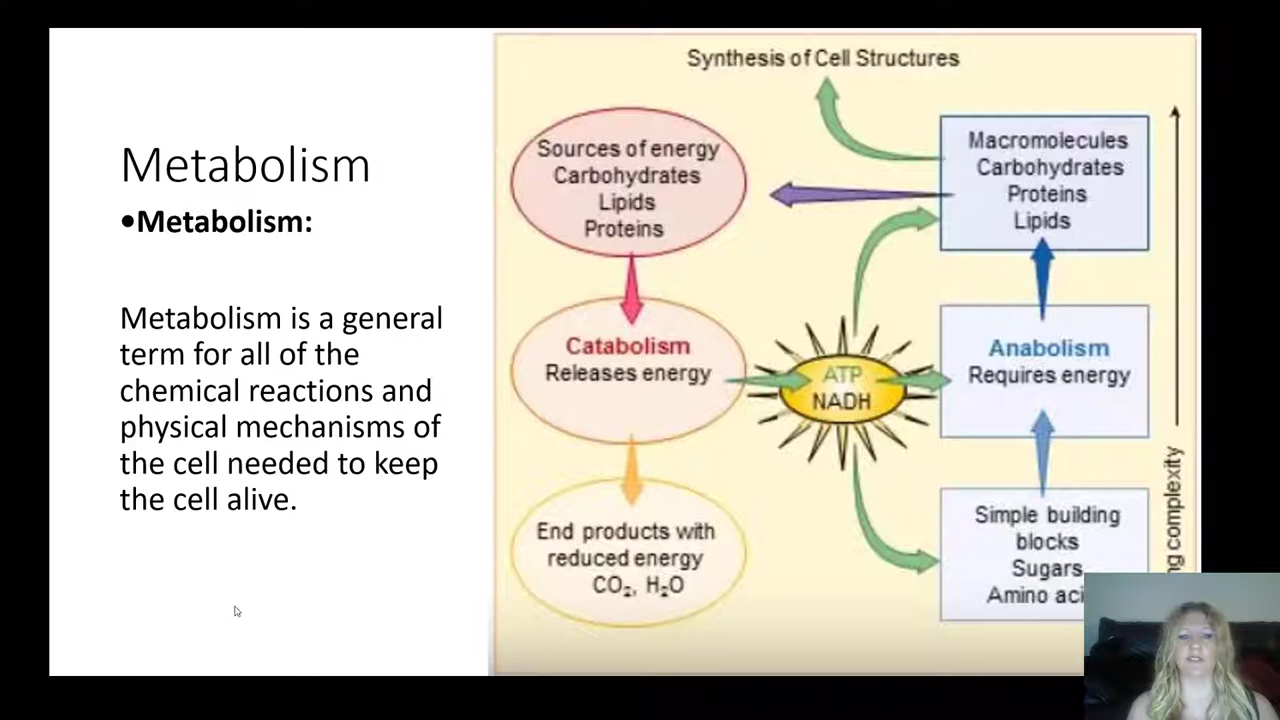 Metabolism
•Metabolism:
Metabolism is a general
term for all of the
chemical reactions and
physical mechanisms of
the cell needed to keep
the cell alive.
Synthesis of Cell Structures
Sources of energy
Carbohydrates
Lipids
Proteins
Catabolism
Releases energy
End products with
reduced energy
CO₂, H₂O
ATP
NADH
Macromolecules
Carbohydrates
Proteins
Lipids
Anabolism
Requires energy
Simple building
blocks
Sugars
Amino
complexity